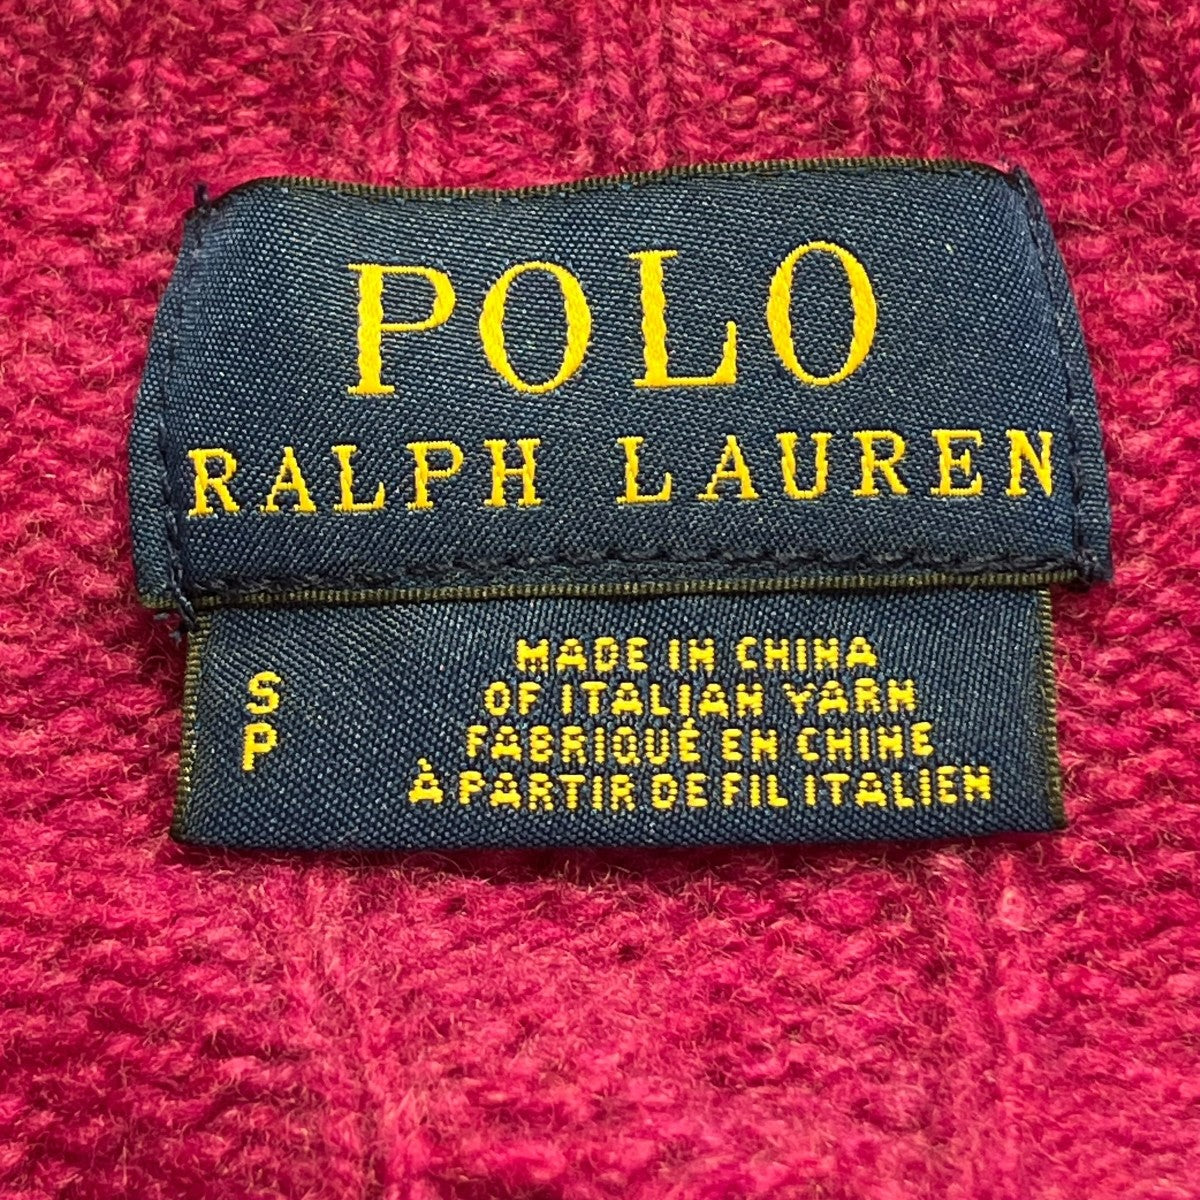 POLO
RALPH LAUREN
S
P
MADE IN CHINA
OF ITALIAN YARN
FABRIQUÉ EN CHINE
À PARTIR DE FIL ITALIEN